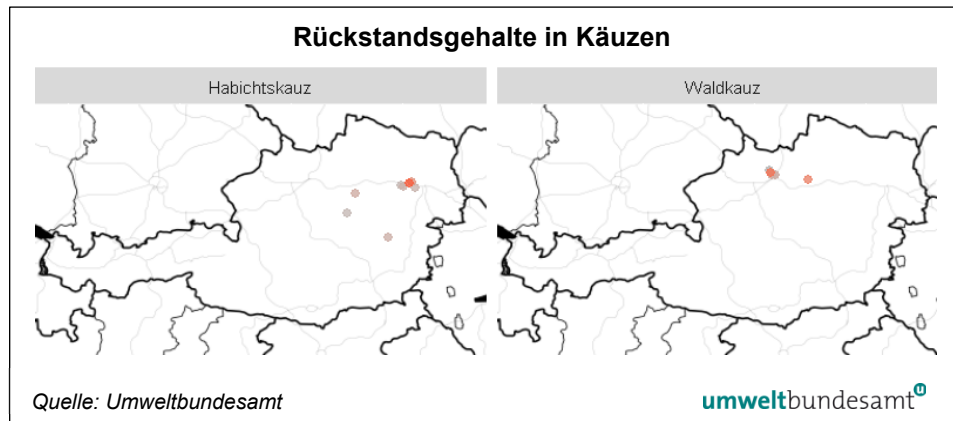 Rückstandsgehalte in Käuzen
Habichtskauz
Waldkauz
Quelle: Umweltbundesamt
umweltbundesamt
u